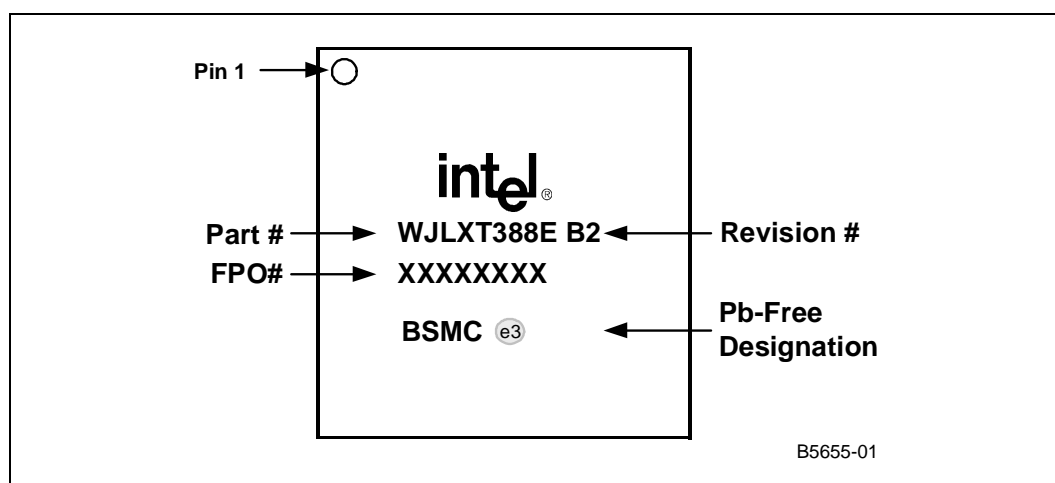 Pin 1
intel®
Part # WJLXT388E B2 Revision #
FPO# XXXXXXXX
BSMC e3 Pb-Free
Designation
B5655-01